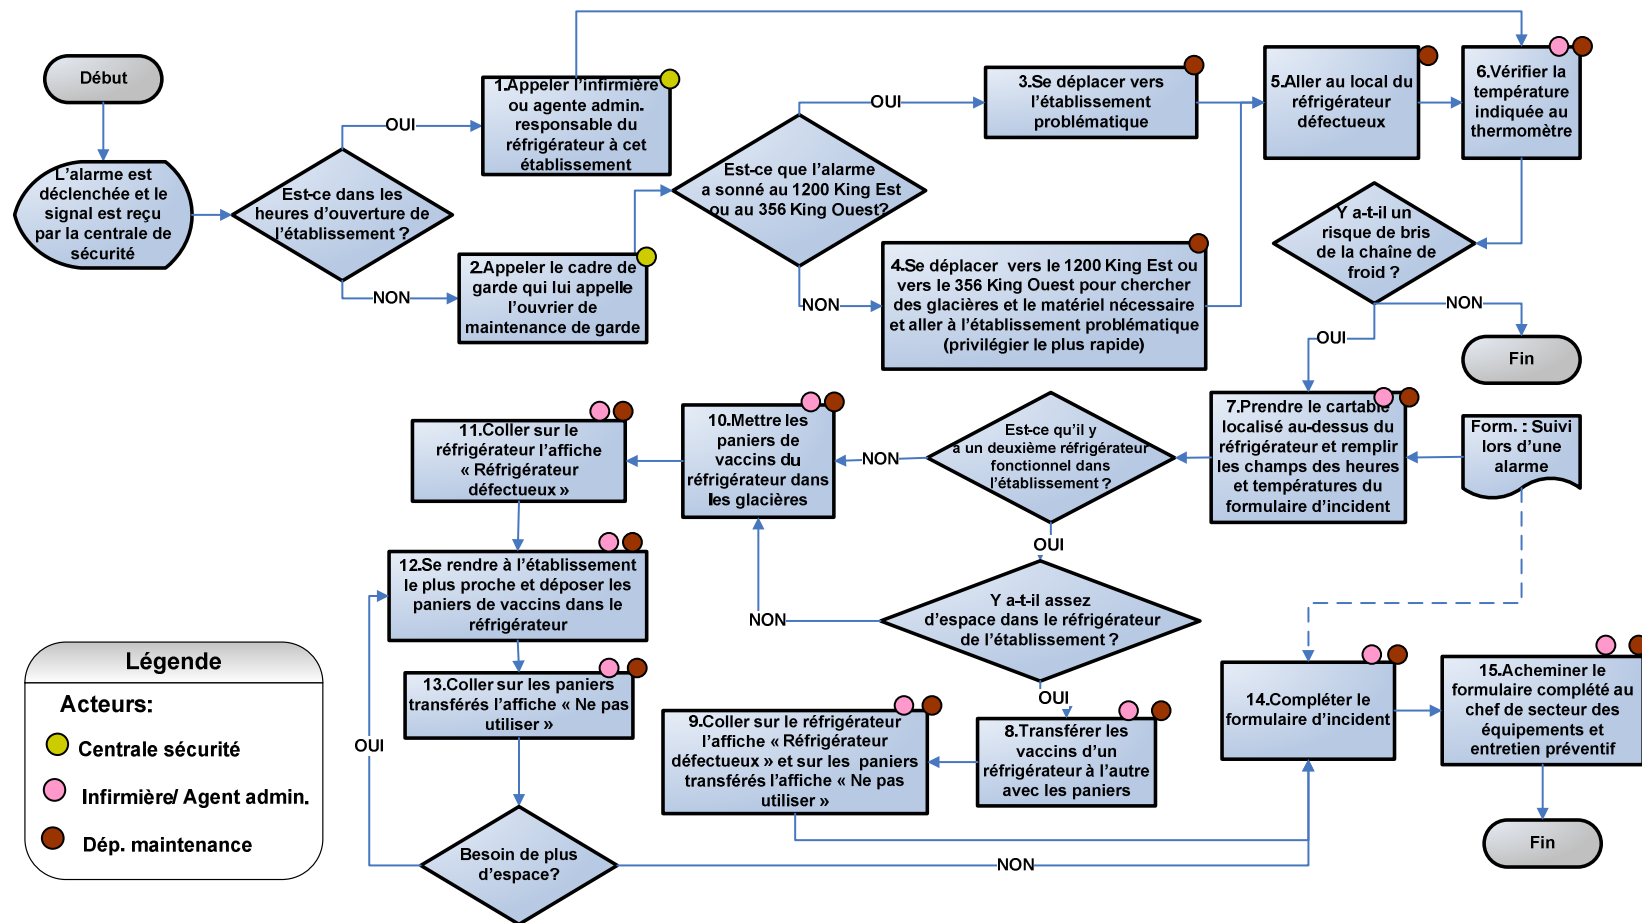 Début
L'alarme est
déclenchée et le
signal est reçu
par la centrale de
sécurité
Est-ce dans les
heures d'ouverture de
l'établissement ?
OUI
NON
1.Appeler l'infirmière
ou agente admin.
responsable du
réfrigérateur à cet
établissement
2.Appeler le cadre de
garde qui lui appelle
l'ouvrier de
maintenance de garde
Est-ce que l'alarme
a sonné au 1200 King Est
ou au 356 King Ouest?
OUI
NON
3.Se déplacer vers
l'établissement
problématique
4.Se déplacer vers le 1200 King Est ou
vers le 356 King Ouest pour chercher
des glacières et le matériel nécessaire
et aller à l'établissement problématique
(privilégier le plus rapide)
5.Aller au local du
réfrigérateur
défectueux
6.Vérifier la
température
indiquée au
thermomètre
Y a-t-il un
risque de bris
de la chaîne de
froid ?
NON
OUI
Fin
7.Prendre le cartable
localisé au-dessus du
réfrigérateur et remplir
les champs des heures
et températures du
formulaire d'incident
Form. : Suivi
lors d'une
alarme
Est-ce qu'il y
a un deuxième réfrigérateur
fonctionnel dans
l'établissement ?
NON
OUI
10.Mettre les
paniers de
vaccins du
réfrigérateur dans
les glacières
11.Coller sur le
réfrigérateur l'affiche
« Réfrigérateur
défectueux »
12.Se rendre à l'établissement
le plus proche et déposer les
paniers de vaccins dans le
réfrigérateur
Y a-t-il assez
d'espace dans le réfrigérateur
de l'établissement ?
NON
OUI
13.Coller sur les paniers
transférés l'affiche « Ne pas
utiliser »
9.Coller sur le réfrigérateur
l'affiche « Réfrigérateur
défectueux » et sur les paniers
transférés l'affiche « Ne pas
utiliser »
8.Transférer les
vaccins d'un
réfrigérateur à l'autre
avec les paniers
14.Compléter le
formulaire d'incident
15.Acheminer le
formulaire complété au
chef de secteur des
équipements et
entretien préventif
Fin
Besoin de plus
d'espace?
OUI
NON
Légende
Acteurs:
Centrale sécurité
Infirmière/ Agent admin.
Dép. maintenance